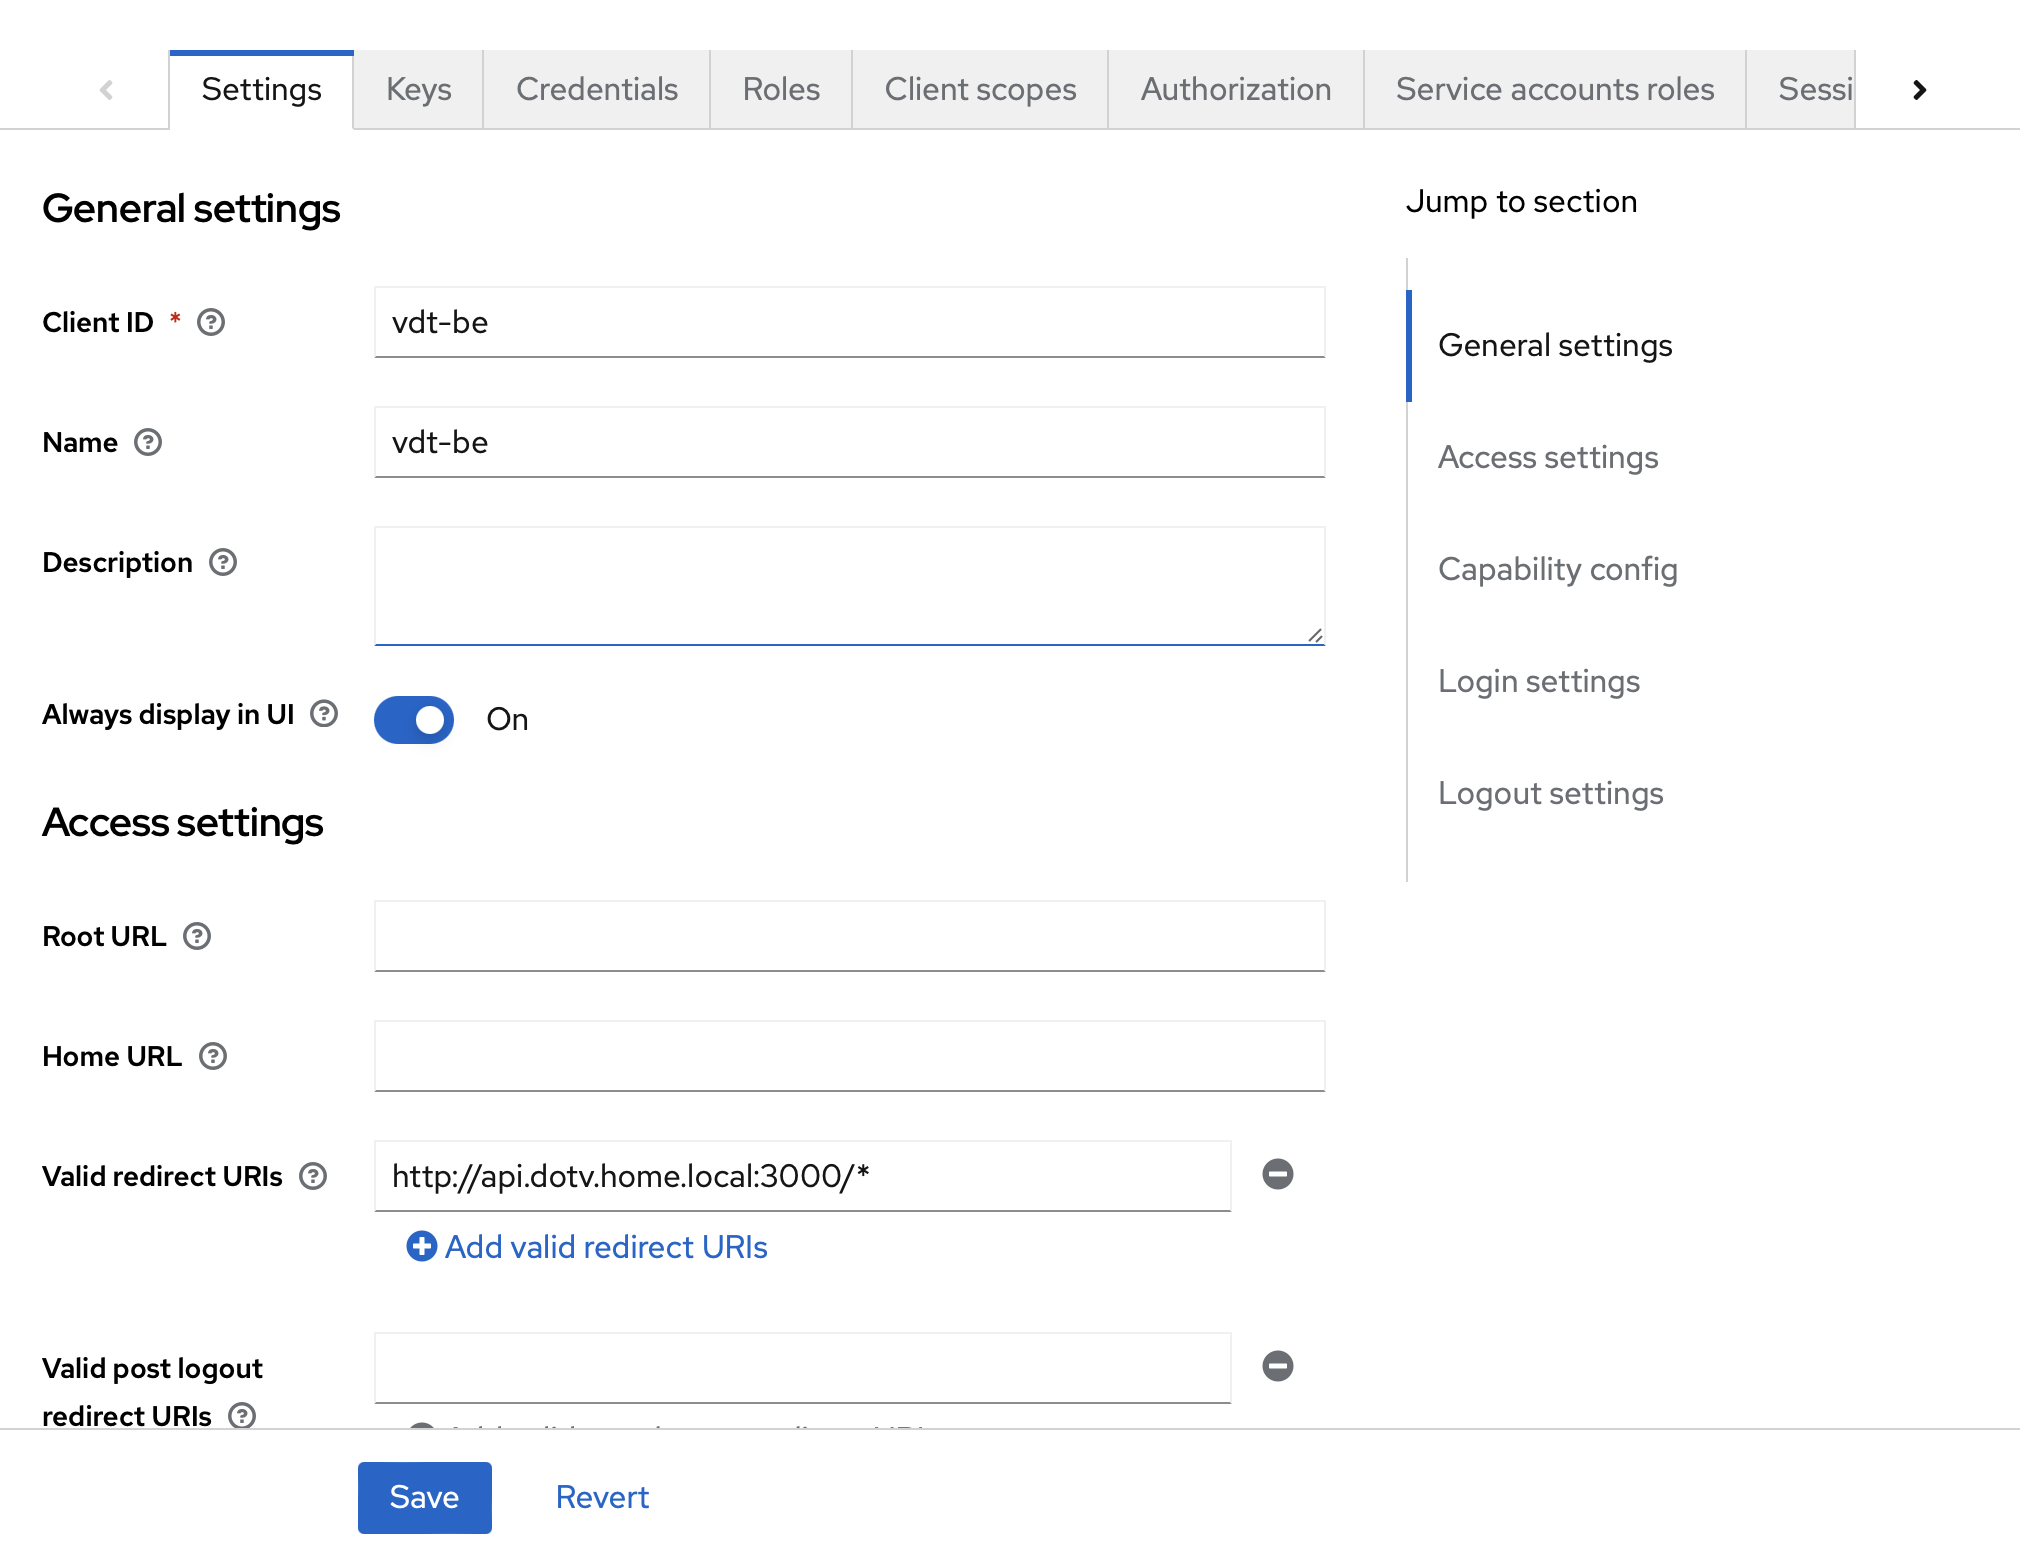 Settings
Keys
Credentials
Roles
Client scopes
Authorization
Service accounts roles
Sessi
General settings
Client ID *
vdt-be
Name
vdt-be
Description
Always display in UI
On
Access settings
Root URL
Home URL
Valid redirect URIs
http://api.dotv.home.local:3000/*
Add valid redirect URIs
Valid post logout
redirect URIs
Save
Revert
Jump to section
General settings
Access settings
Capability config
Login settings
Logout settings